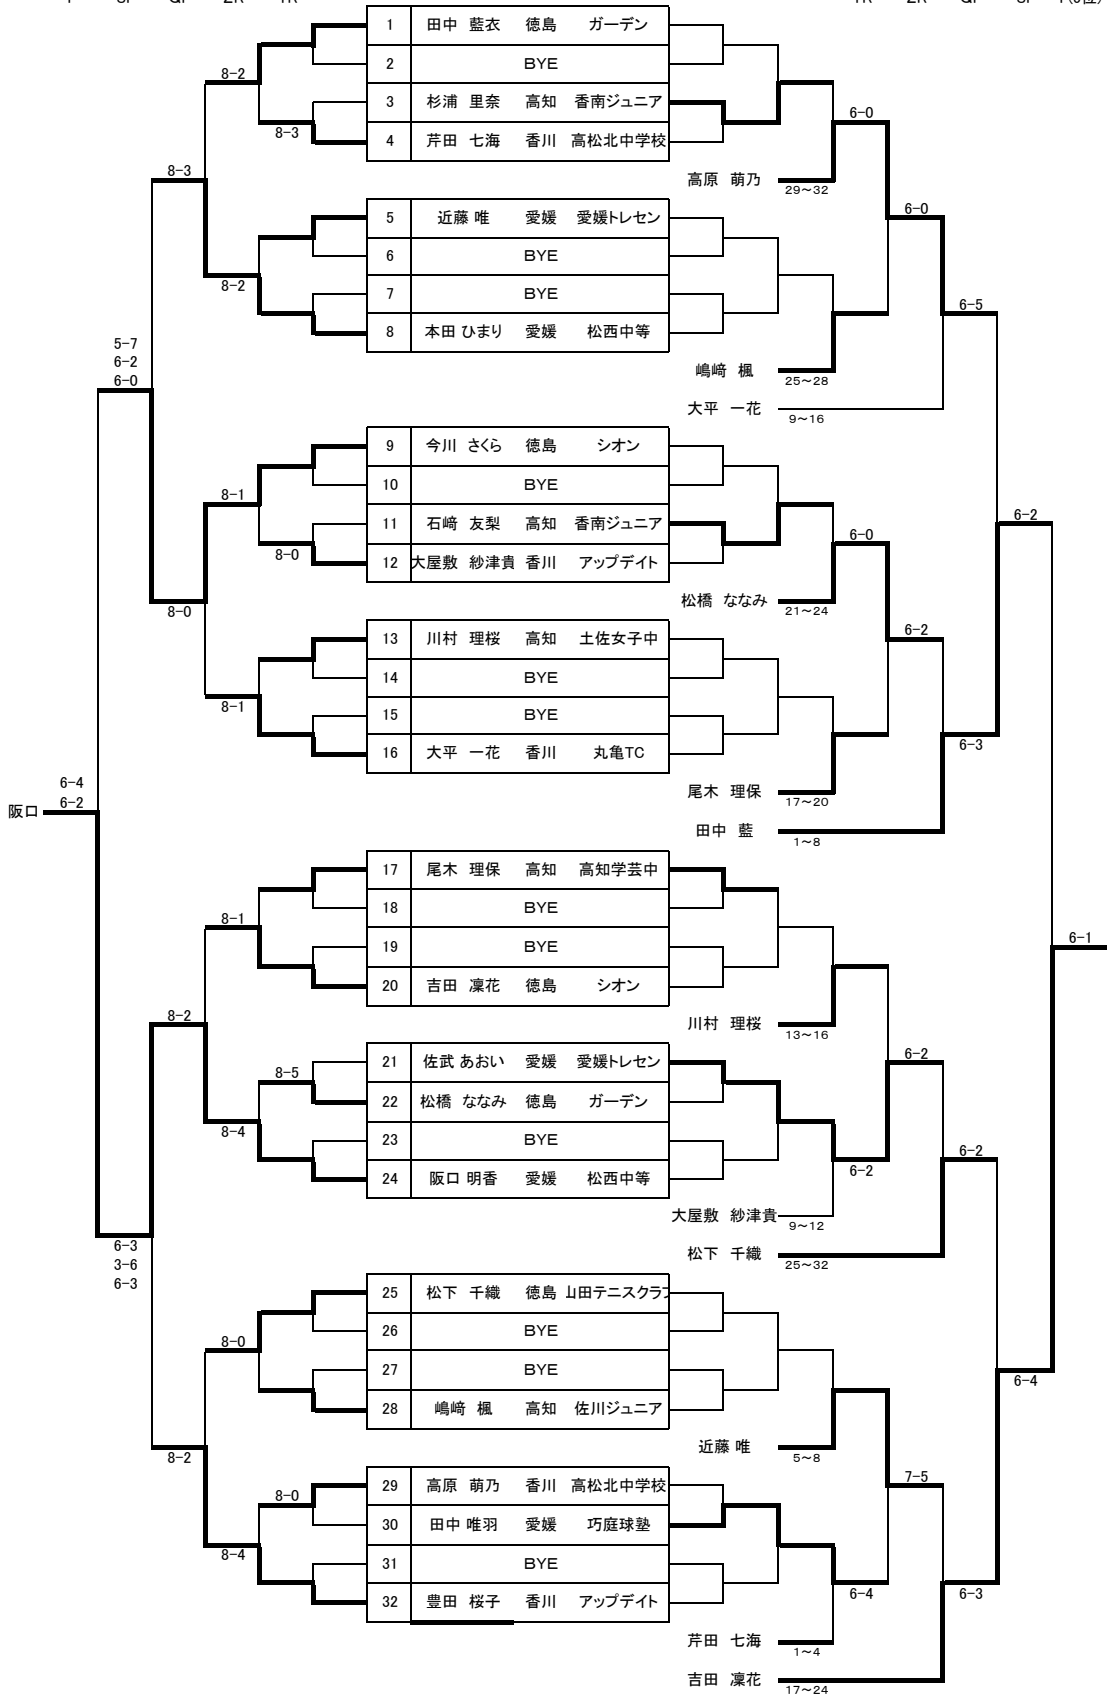 1 田中 藍衣 徳島 ガーデン
8-2
2 BYE
3 杉浦 里奈 高知 香南ジュニア
6-0
8-3
4 芹田 七海 香川 高松北中学校
8-3
高原 萌乃
29~32
5 近藤 唯 愛媛 愛媛トレセン
6-0
6 BYE
8-2
7 BYE
6-5
8 本田 ひまり 愛媛 松西中等
5-7
6-2
6-0
嶋﨑 楓
25~28
大平 一花
9~16
9 今川 さくら 徳島 シオン
10 BYE
8-1
11 石﨑 友梨 高知 香南ジュニア
6-2
6-0
8-0
12 大屋敷 紗津貴 香川 アップデイト
松橋 ななみ
21~24
8-0
13 川村 理桜 高知 土佐女子中
6-2
14 BYE
8-1
15 BYE
6-3
16 大平 一花 香川 丸亀TC
6-4
6-2
尾木 理保
17~20
阪口
田中 藍
1~8
17 尾木 理保 高知 高知学芸中
18 BYE
8-1
19 BYE
6-1
20 吉田 凜花 徳島 シオン
8-2
川村 理桜
13~16
21 佐武 あおい 愛媛 愛媛トレセン
6-2
8-5
22 松橋 ななみ 徳島 ガーデン
8-4
23 BYE
6-2
24 阪口 明香 愛媛 松西中等
6-2
大屋敷 紗津貴
9~12
6-3
3-6
6-3
松下 千織
25~32
25 松下 千織 徳島 山田テニスクラブ
26 BYE
8-0
27 BYE
6-4
28 嶋﨑 楓 高知 佐川ジュニア
近藤 唯
5~8
8-2
29 高原 萌乃 香川 高松北中学校
7-5
8-0
30 田中 唯羽 愛媛 巧庭球塾
8-4
31 BYE
6-4
6-3
32 豊田 桜子 香川 アップデイト
芹田 七海
1~4
吉田 凜花
17~24